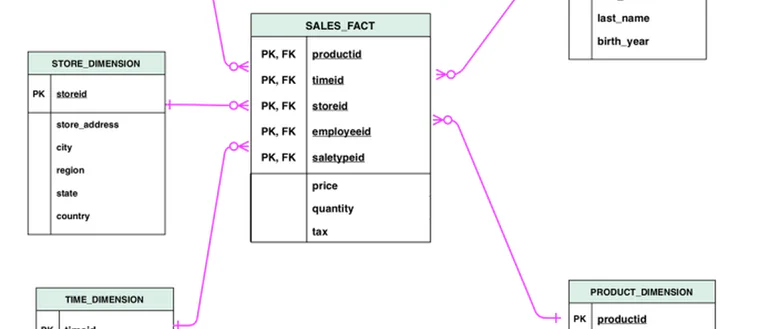 last_name
birth_year
SALES_FACT
PK, FK productid
PK, FK timeid
PK, FK storeid
PK, FK employeeid
PK, FK saletypeid
price
quantity
tax
STORE_DIMENSION
PK storeid
store_address
city
region
state
country
TIME_DIMENSION
PK timeid
PRODUCT_DIMENSION
PK productid